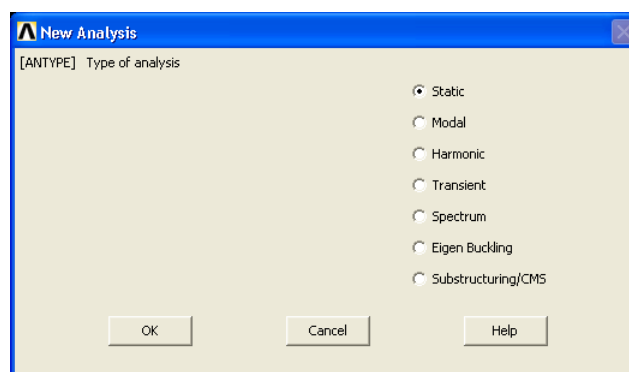 New Analysis
[ANTYPE] Type of analysis
Static
Modal
Harmonic
Transient
Spectrum
Eigen Buckling
Substructuring/CMS
OK Cancel Help